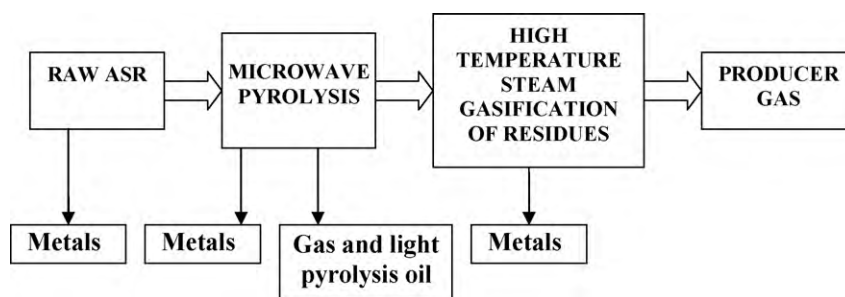 RAW ASR
MICROWAVE
PYROLYSIS
HIGH
TEMPERATURE
STEAM
GASIFICATION
OF RESIDUES
PRODUCER
GAS
Metals
Metals
Gas and light
pyrolysis oil
Metals